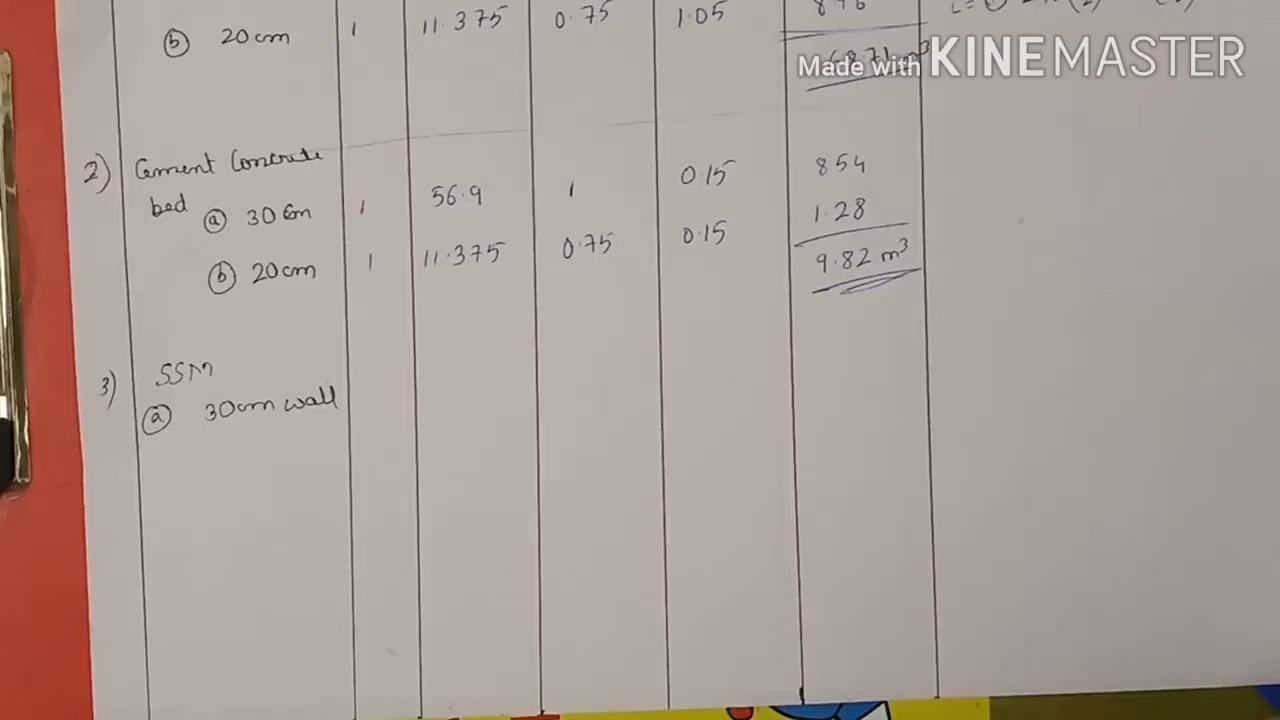 ⓑ 20cm 1 11.375 0.75 1.05
Made with KINEMASTER
2) Cement Concrete
bed
ⓐ 30cm 1 56.9 1 0.15 854
ⓑ 20cm 1 11.375 0.75 0.15 1.28
9.82 m³
3) SSM
ⓐ 30cm wall